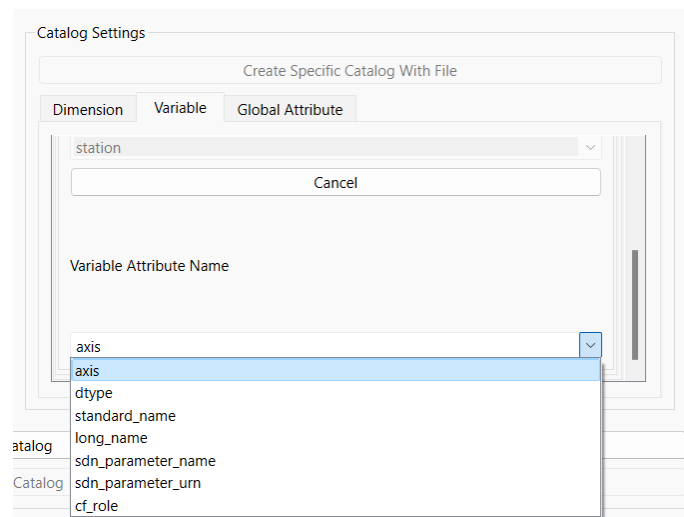 Catalog Settings
Create Specific Catalog With File
Dimension Variable Global Attribute
station
Cancel
Variable Attribute Name
axis
axis
dtype
standard_name
long_name
atalog
sdn_parameter_name
Catalog
sdn_parameter_urn
cf_role